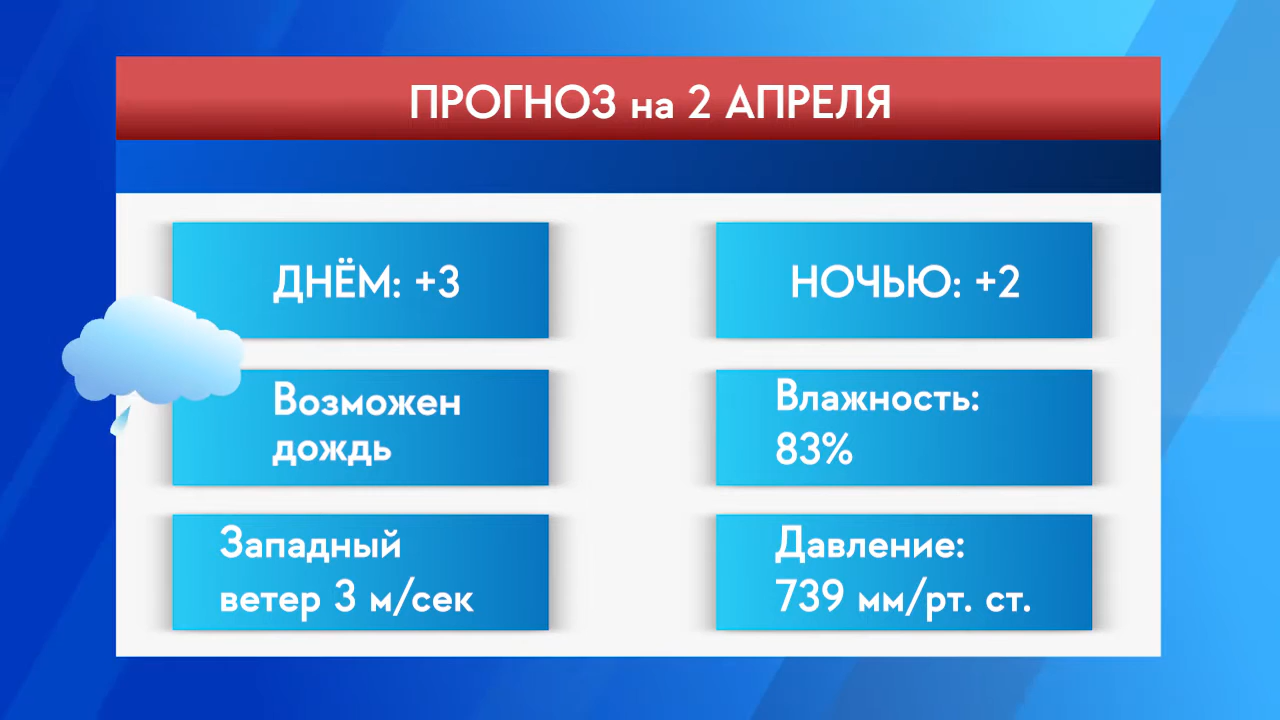 ПРОГНОЗ на 2 АПРЕЛЯ
ДНЁМ: +3
НОЧЬЮ: +2
Возможен
дождь
Влажность:
83%
Западный
ветер 3 м/сек
Давление:
739 мм/рт. ст.